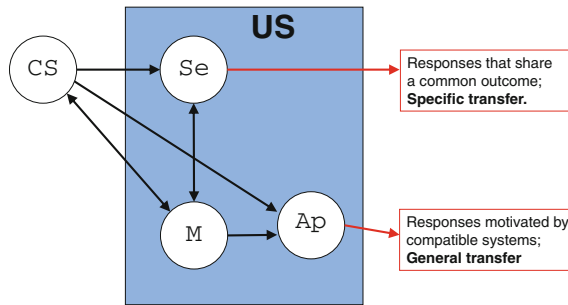 US
CS
Se
Responses that share
a common outcome;
Specific transfer.
M
Ap
Responses motivated by
compatible systems;
General transfer